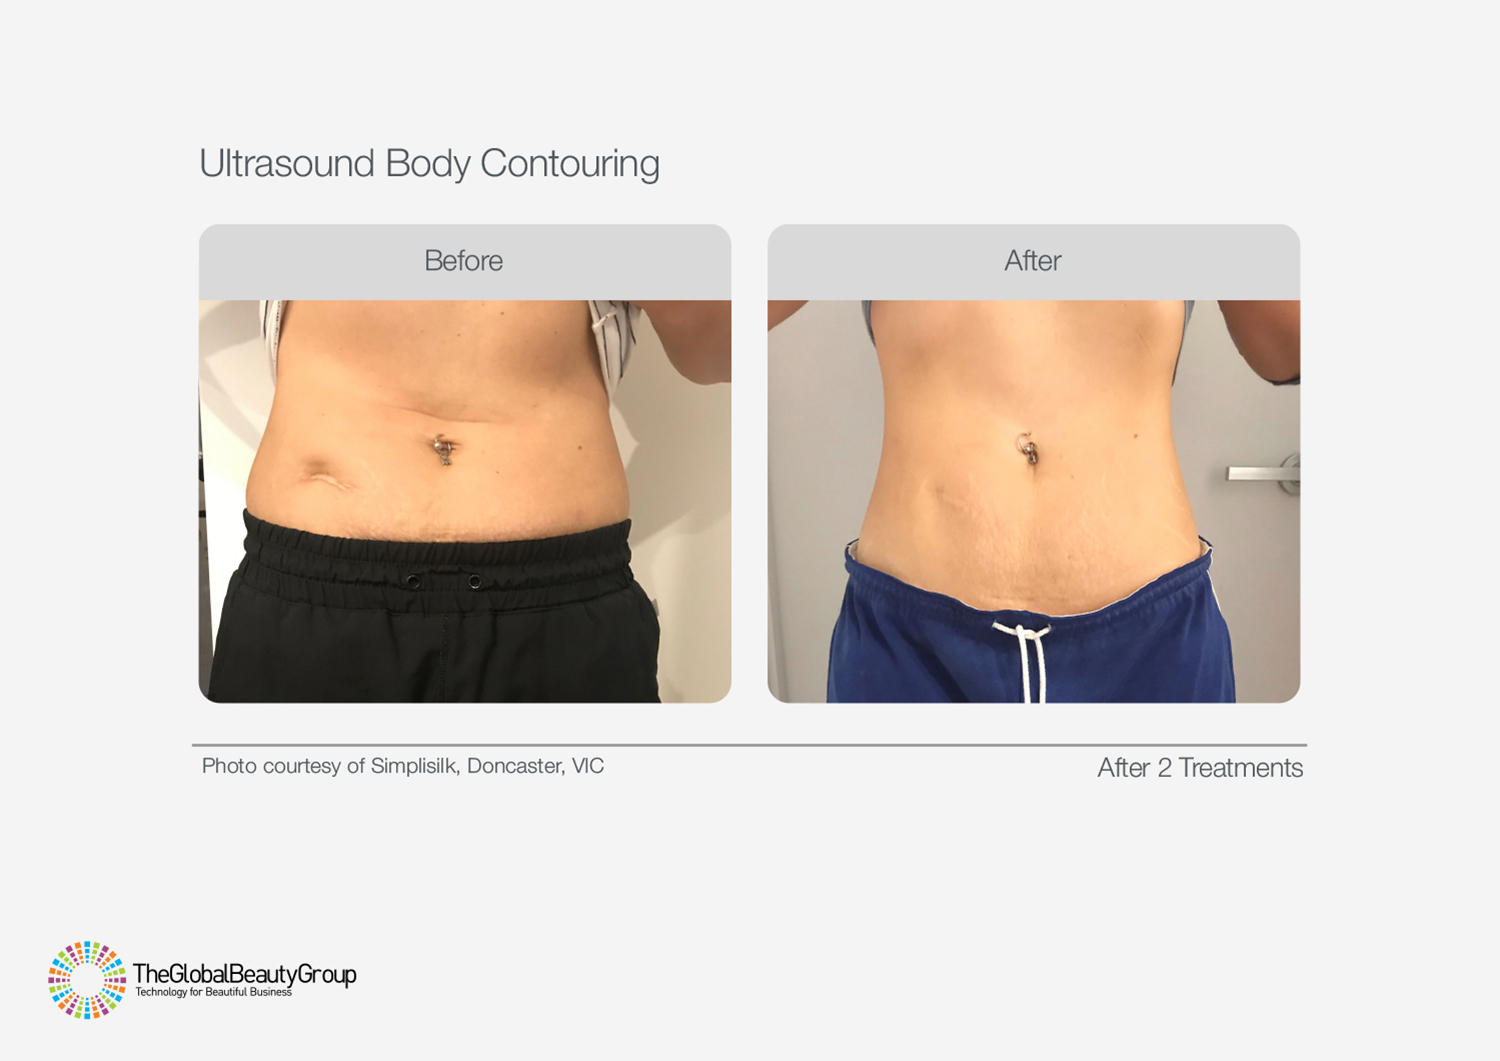 Ultrasound Body Contouring
Before
After
Photo courtesy of Simplisilk, Doncaster, VIC
After 2 Treatments
TheGlobalBeautyGroup
Technology for Beautiful Business